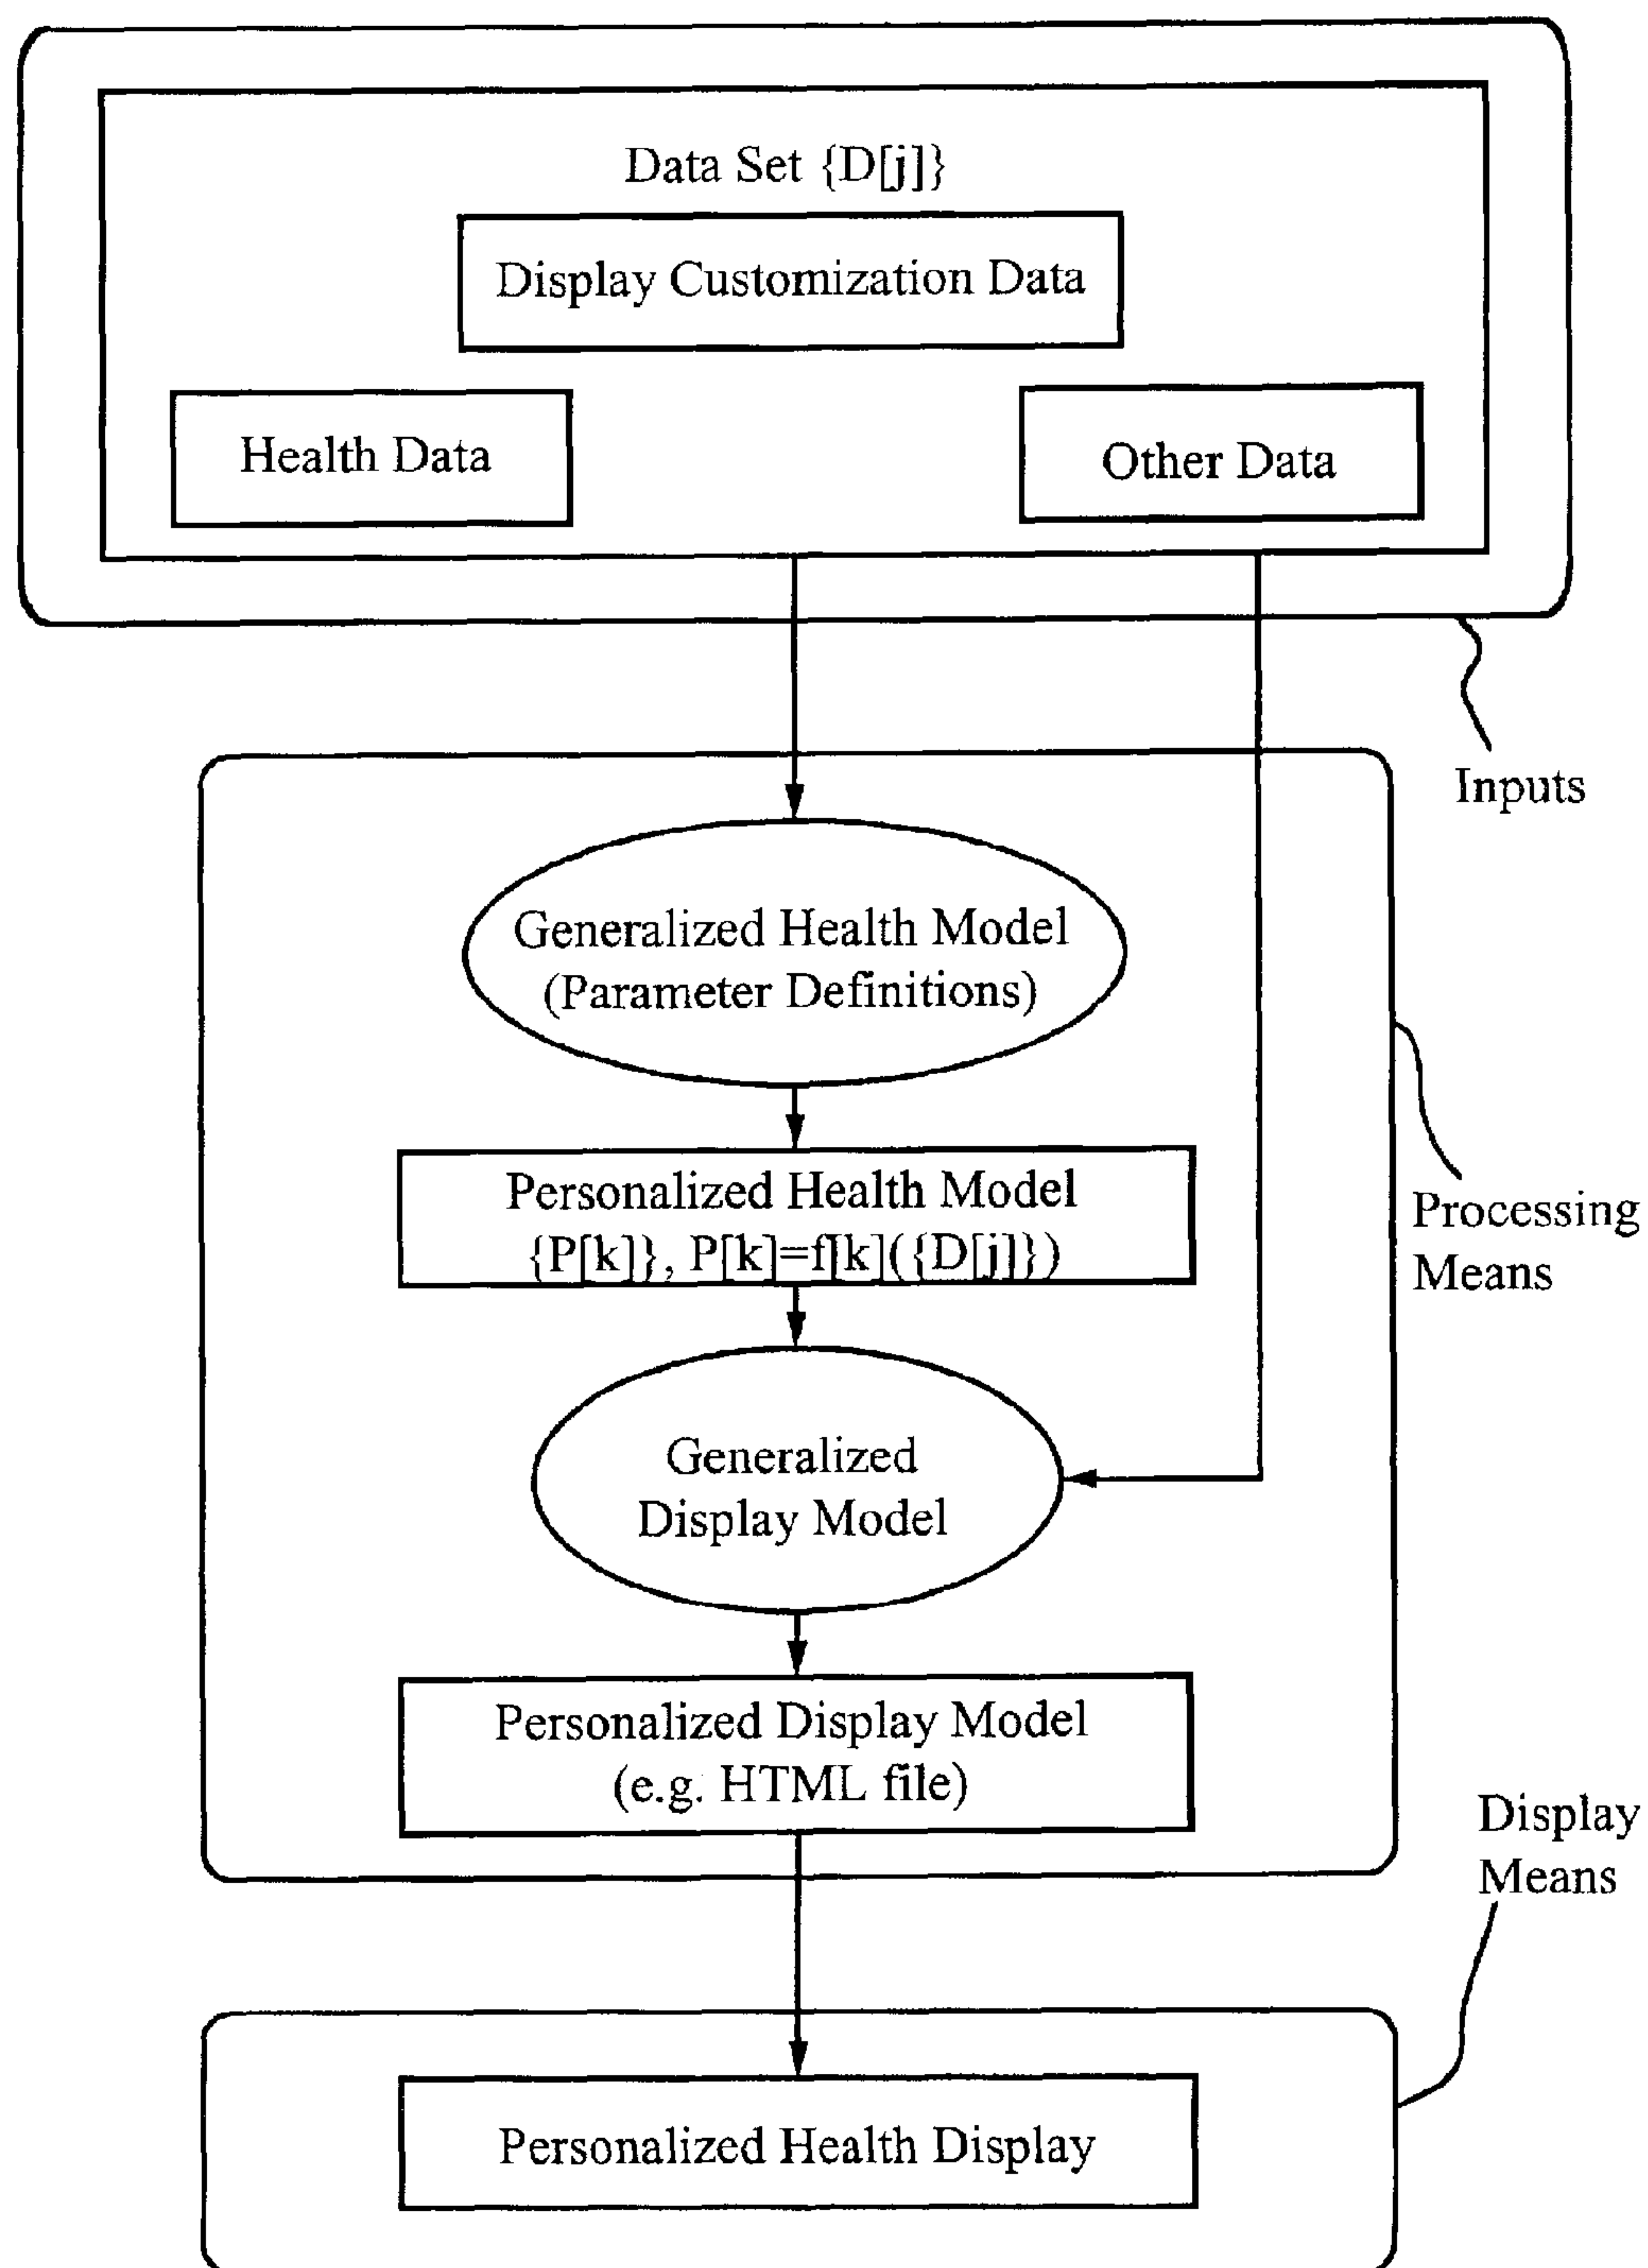 Data Set {D[j]}
Display Customization Data
Health Data
Other Data
Inputs
Generalized Health Model
(Parameter Definitions)
Personalized Health Model
{P[k]}, P[k]=f[k]({D[j]})
Processing
Means
Generalized
Display Model
Personalized Display Model
(e.g. HTML file)
Display
Means
Personalized Health Display